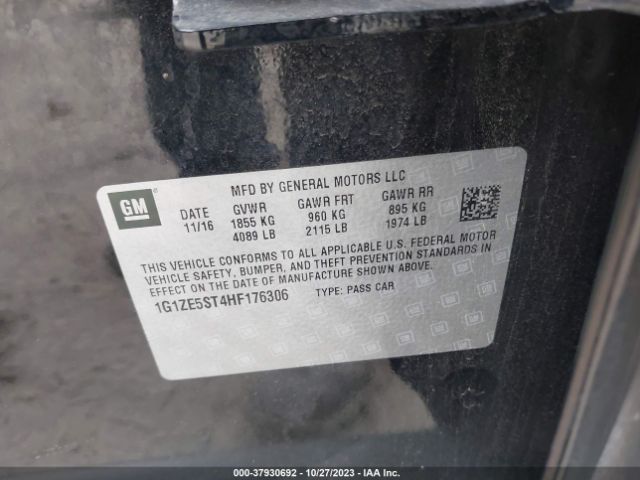 GM
MFD BY GENERAL MOTORS LLC
DATE GVWR GAWR FRT GAWR RR
11/16 1855 KG 960 KG 895 KG
4089 LB 2115 LB 1974 LB
THIS VEHICLE CONFORMS TO ALL APPLICABLE U.S. FEDERAL MOTOR
VEHICLE SAFETY, BUMPER, AND THEFT PREVENTION STANDARDS IN
EFFECT ON THE DATE OF MANUFACTURE SHOWN ABOVE.
1G1ZE5ST4HF176306 TYPE: PASS CAR
000-37930692 - 10/27/2023 - IAA Inc.